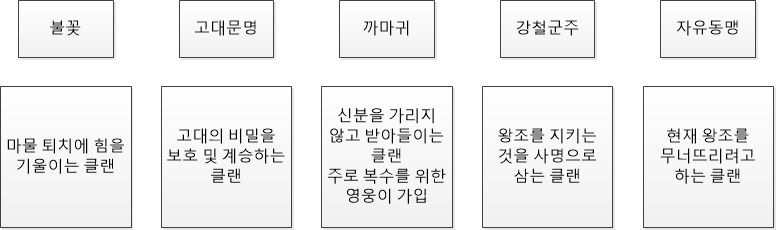 불꽃
고대문명
까마귀
강철군주
자유동맹
마물 퇴치에 힘을
기울이는 클랜
고대의 비밀을
보호 및 계승하는
클랜
신분을 가리지
않고 받아들이는
클랜
주로 복수를 위한
영웅이 가입
왕조를 지키는
것을 사명으로
삼는 클랜
현재 왕조를
무너뜨리려고
하는 클랜